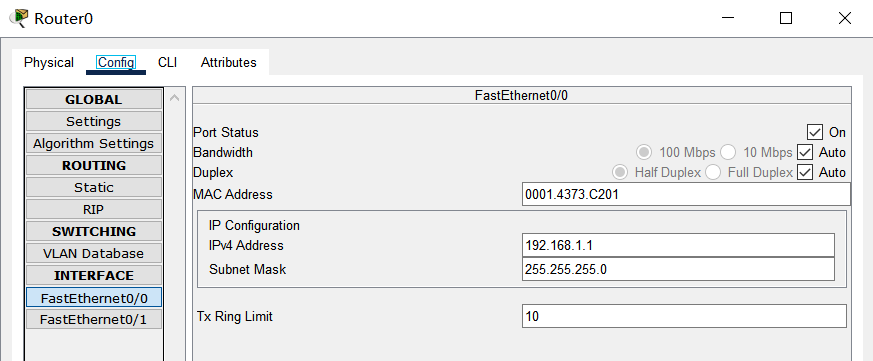 Router0
Physical Config CLI Attributes
GLOBAL
Settings
Algorithm Settings
ROUTING
Static
RIP
SWITCHING
VLAN Database
INTERFACE
FastEthernet0/0
FastEthernet0/1
FastEthernet0/0
Port Status On
Bandwidth 100 Mbps 10 Mbps Auto
Duplex Half Duplex Full Duplex Auto
MAC Address 0001.4373.C201
IP Configuration
IPv4 Address 192.168.1.1
Subnet Mask 255.255.255.0
Tx Ring Limit 10